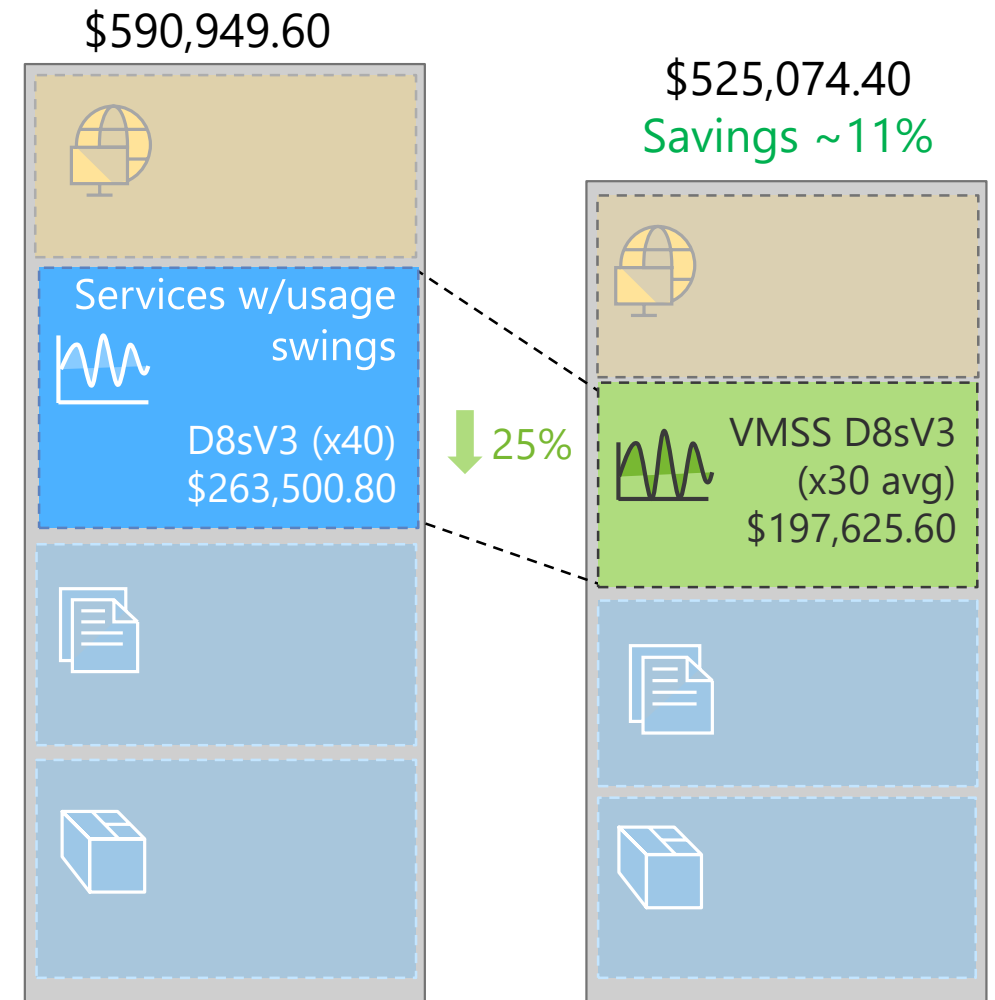 $590,949.60
Services w/usage
swings
D8sV3 (x40)
$263,500.80
25%
$525,074.40
Savings ~11%
VMSS D8sV3
(x30 avg)
$197,625.60